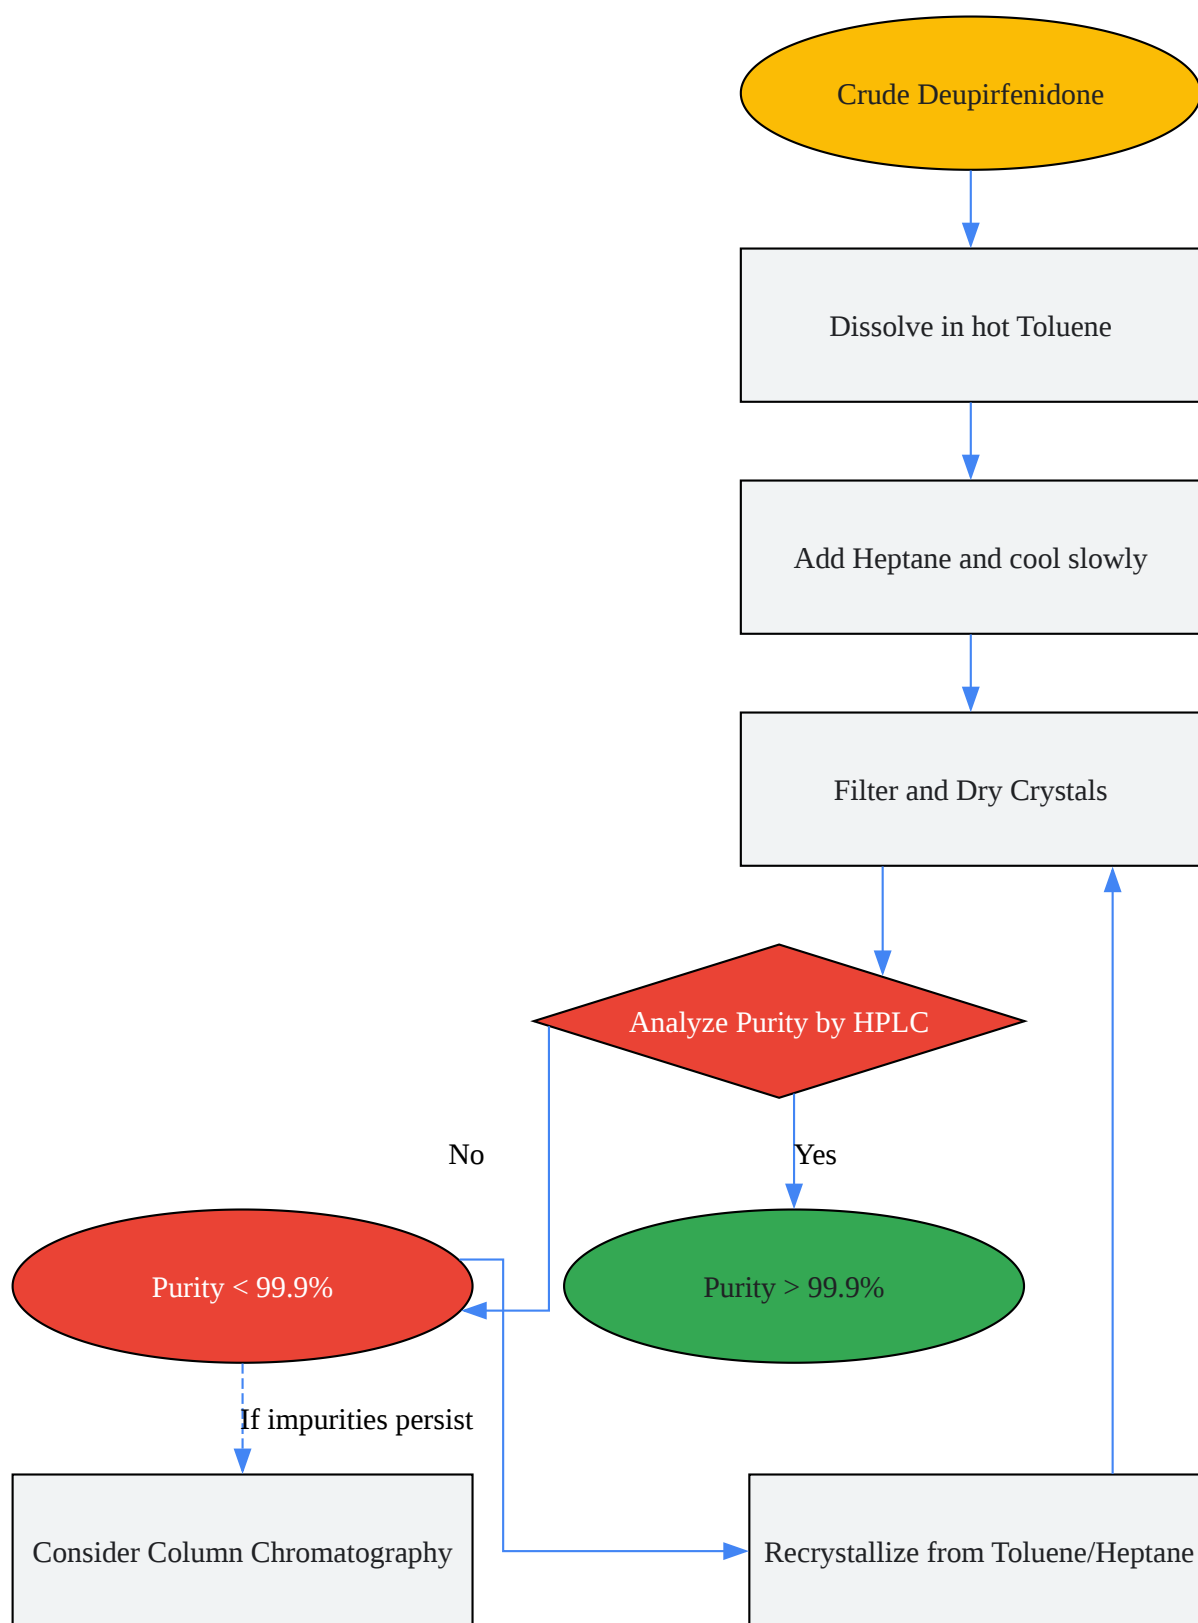 Crude Deupirfenidone
Dissolve in hot Toluene
Add Heptane and cool slowly
Filter and Dry Crystals
Analyze Purity by HPLC
No
Yes
Purity < 99.9%
Purity > 99.9%
If impurities persist
Consider Column Chromatography
Recrystallize from Toluene/Heptane